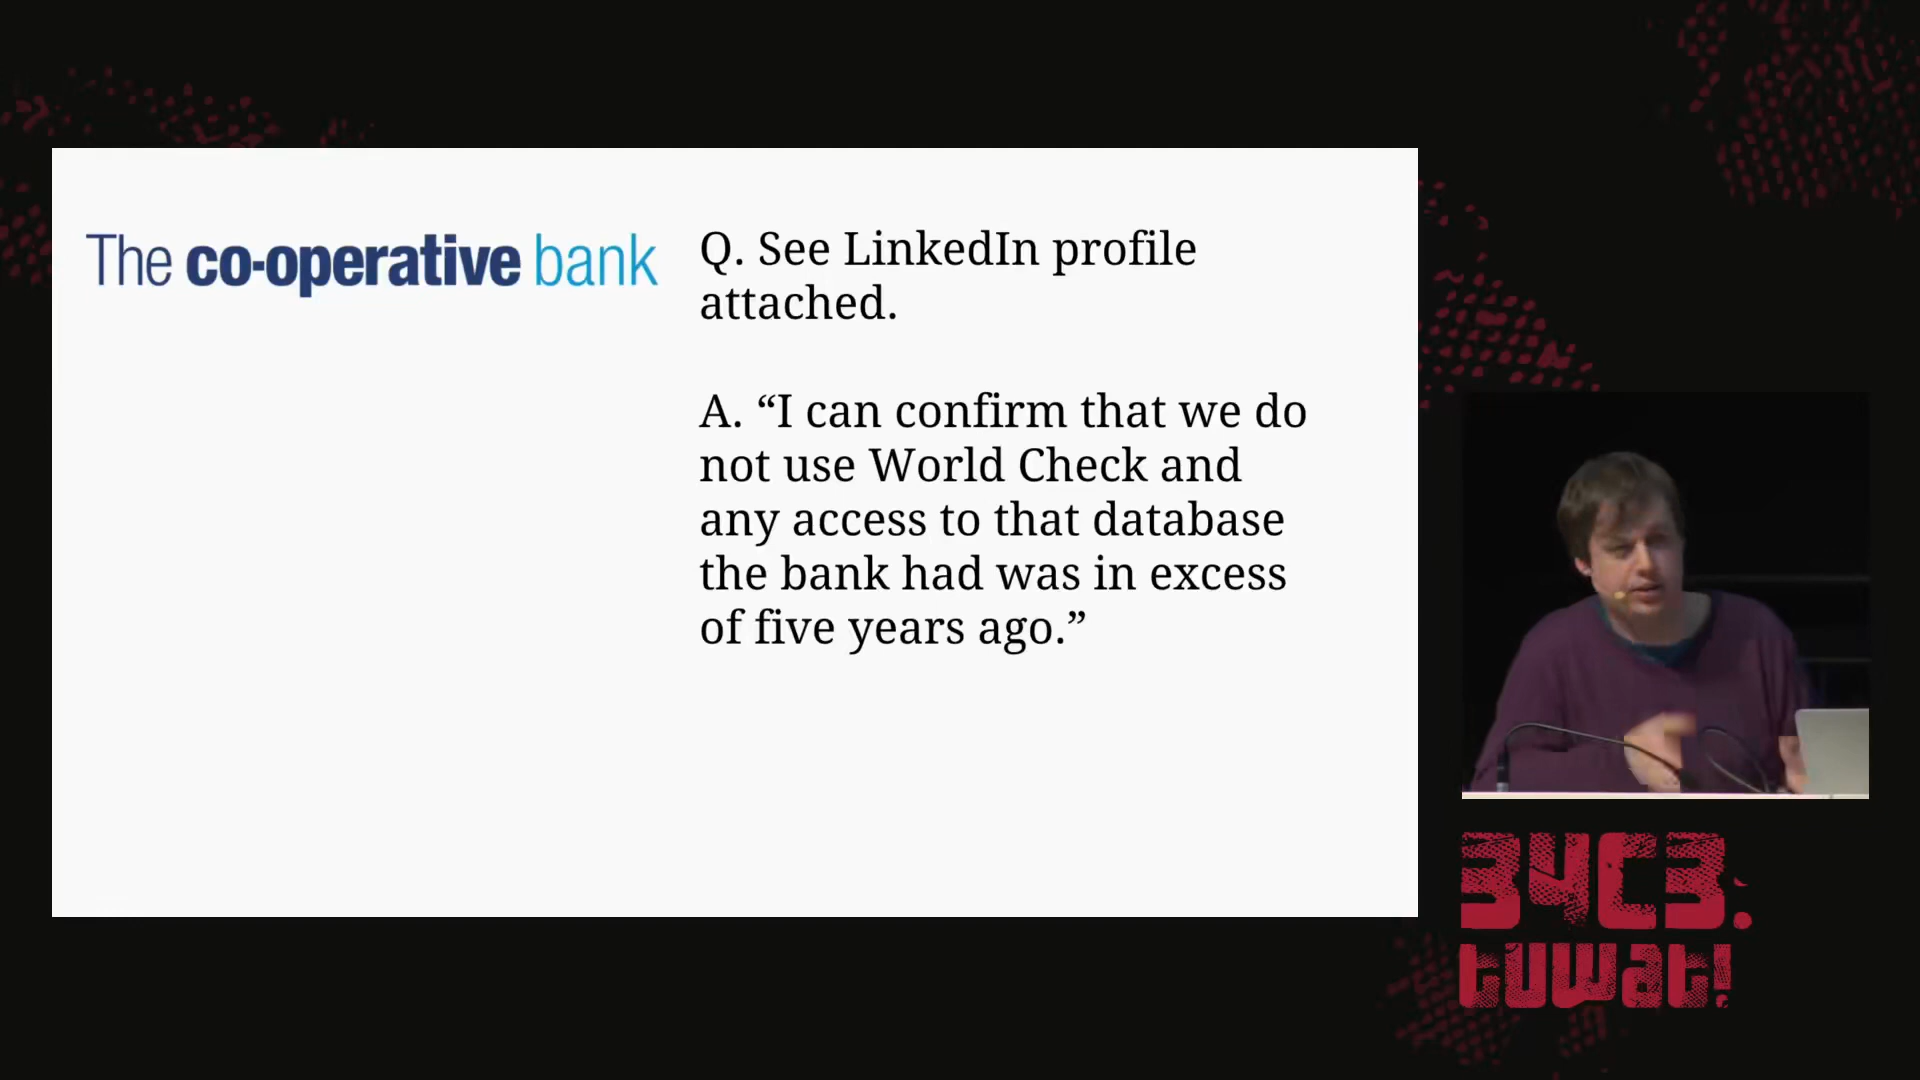 The co-operative bank
Q. See LinkedIn profile
attached.
A. “I can confirm that we do
not use World Check and
any access to that database
the bank had was in excess
of five years ago.”
34C3.
tuwat!